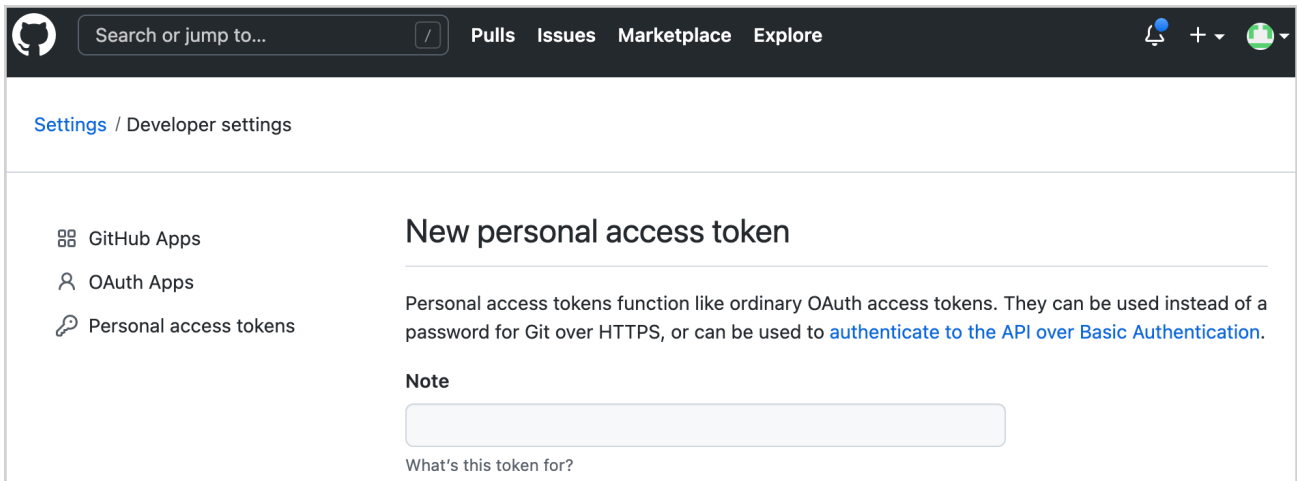 Search or jump to... / Pulls Issues Marketplace Explore
Settings / Developer settings
GitHub Apps
OAuth Apps
Personal access tokens
New personal access token
Personal access tokens function like ordinary OAuth access tokens. They can be used instead of a
password for Git over HTTPS, or can be used to authenticate to the API over Basic Authentication.
Note
What's this token for?